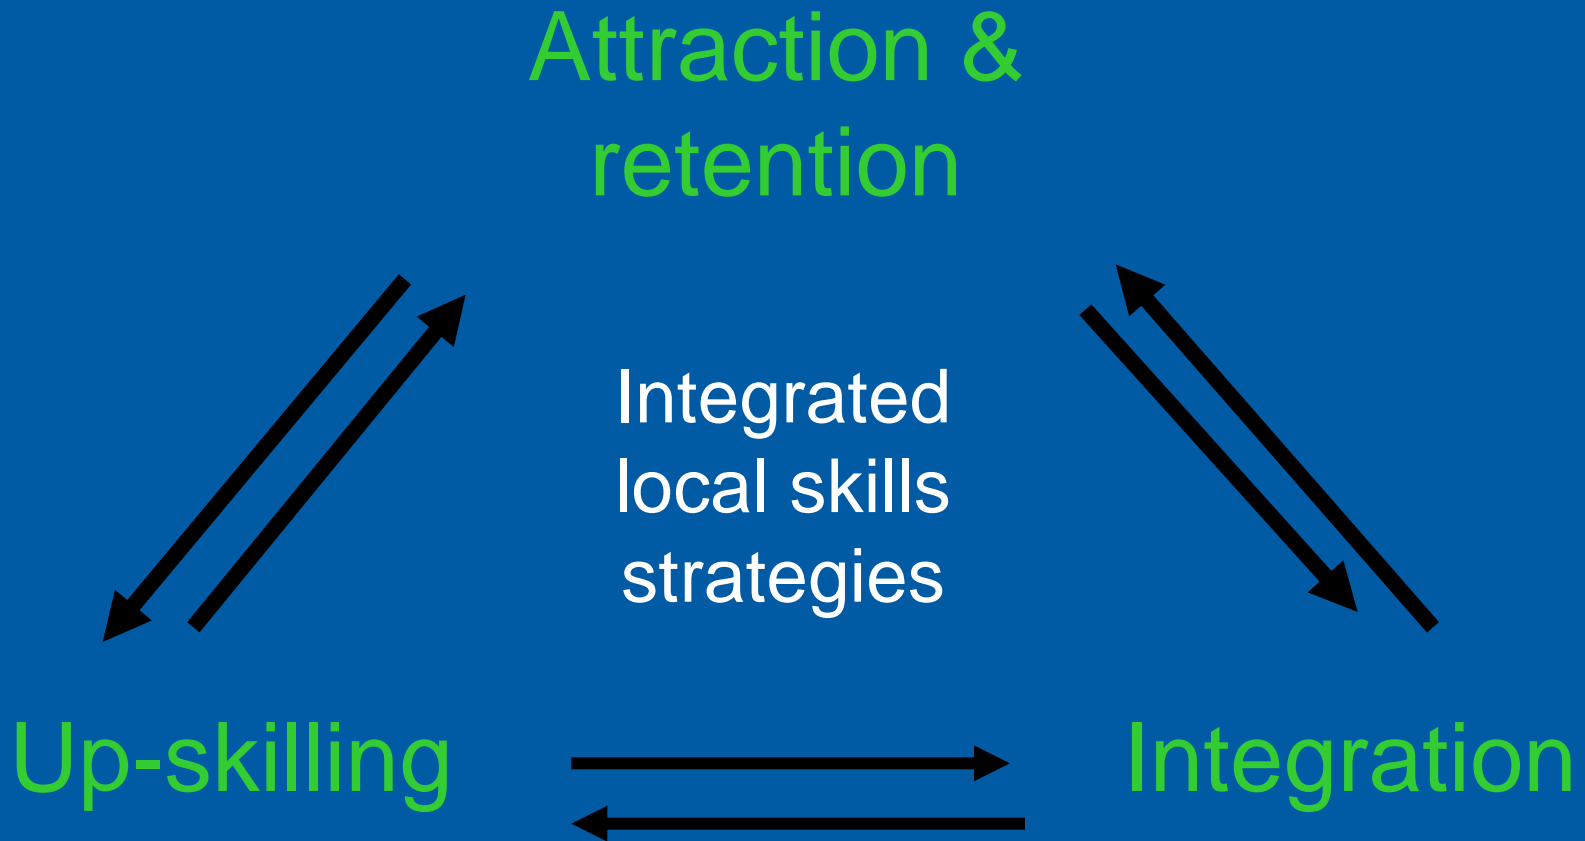 Attraction &
retention
Integrated
local skills
strategies
Up-skilling
Integration